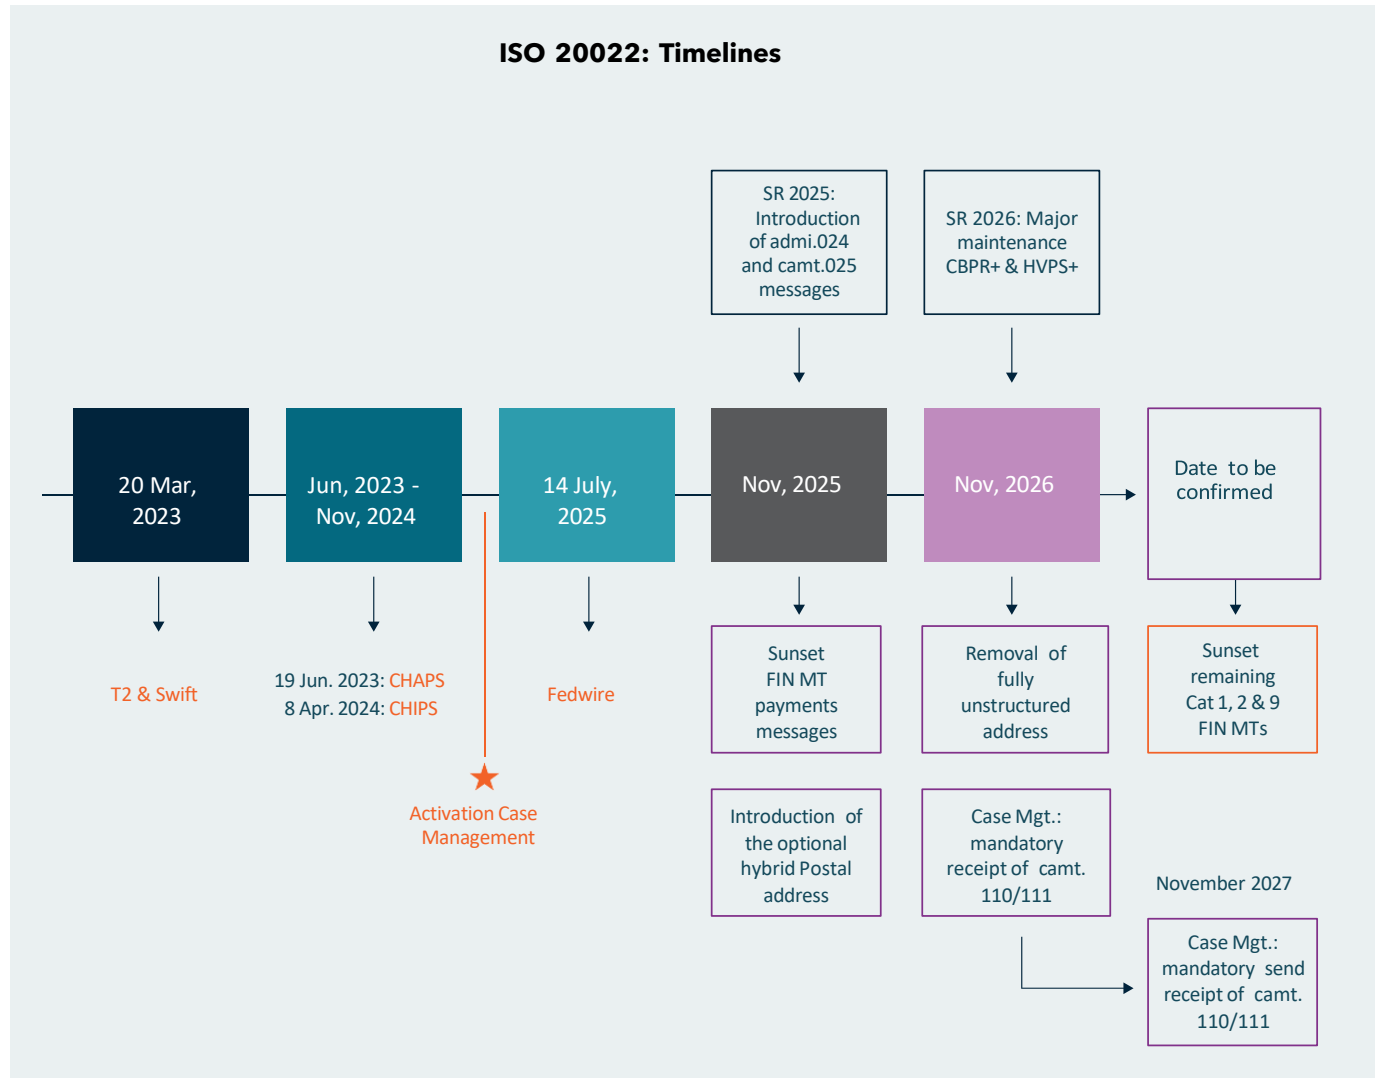 ISO 20022: Timelines
SR 2025:
Introduction
of admi.024
and camt.025
messages
SR 2026: Major
maintenance
CBPR+ & HVPS+
20 Mar,
2023
Jun, 2023 -
Nov, 2024
14 July,
2025
Nov, 2025
Nov, 2026
Date to be
confirmed
T2 & Swift
19 Jun. 2023: CHAPS
8 Apr. 2024: CHIPS
Fedwire
Sunset
FIN MT
payments
messages
Removal of
fully
unstructured
address
Sunset
remaining
Cat 1, 2 & 9
FIN MTs
Activation Case
Management
Introduction of
the optional
hybrid Postal
address
Case Mgt.:
mandatory
receipt of camt.
110/111
November 2027
Case Mgt.:
mandatory send
receipt of camt.
110/111